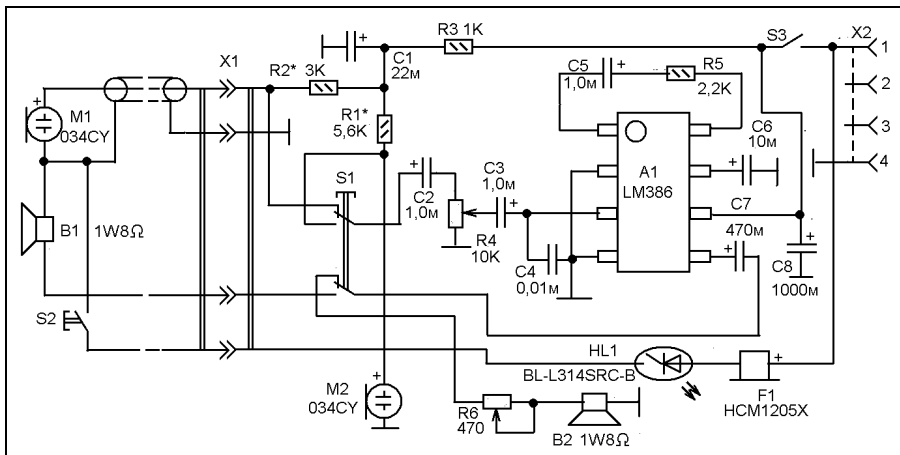 R3 1K
S3
X2
1
2
3
4
C1
22м
X1
R2*
3K
R1*
5,6K
M1
034CY
C5
1,0м
R5
2,2K
C6
10м
A1
LM386
S1
C2
1,0м
C3
1,0м
R4
10K
C4
0,01м
C7
470м
C8
1000м
B1
1W8Ω
S2
HL1
BL-L314SRC-B
F1
HCM1205X
M2
034CY
R6
470
B2 1W8Ω